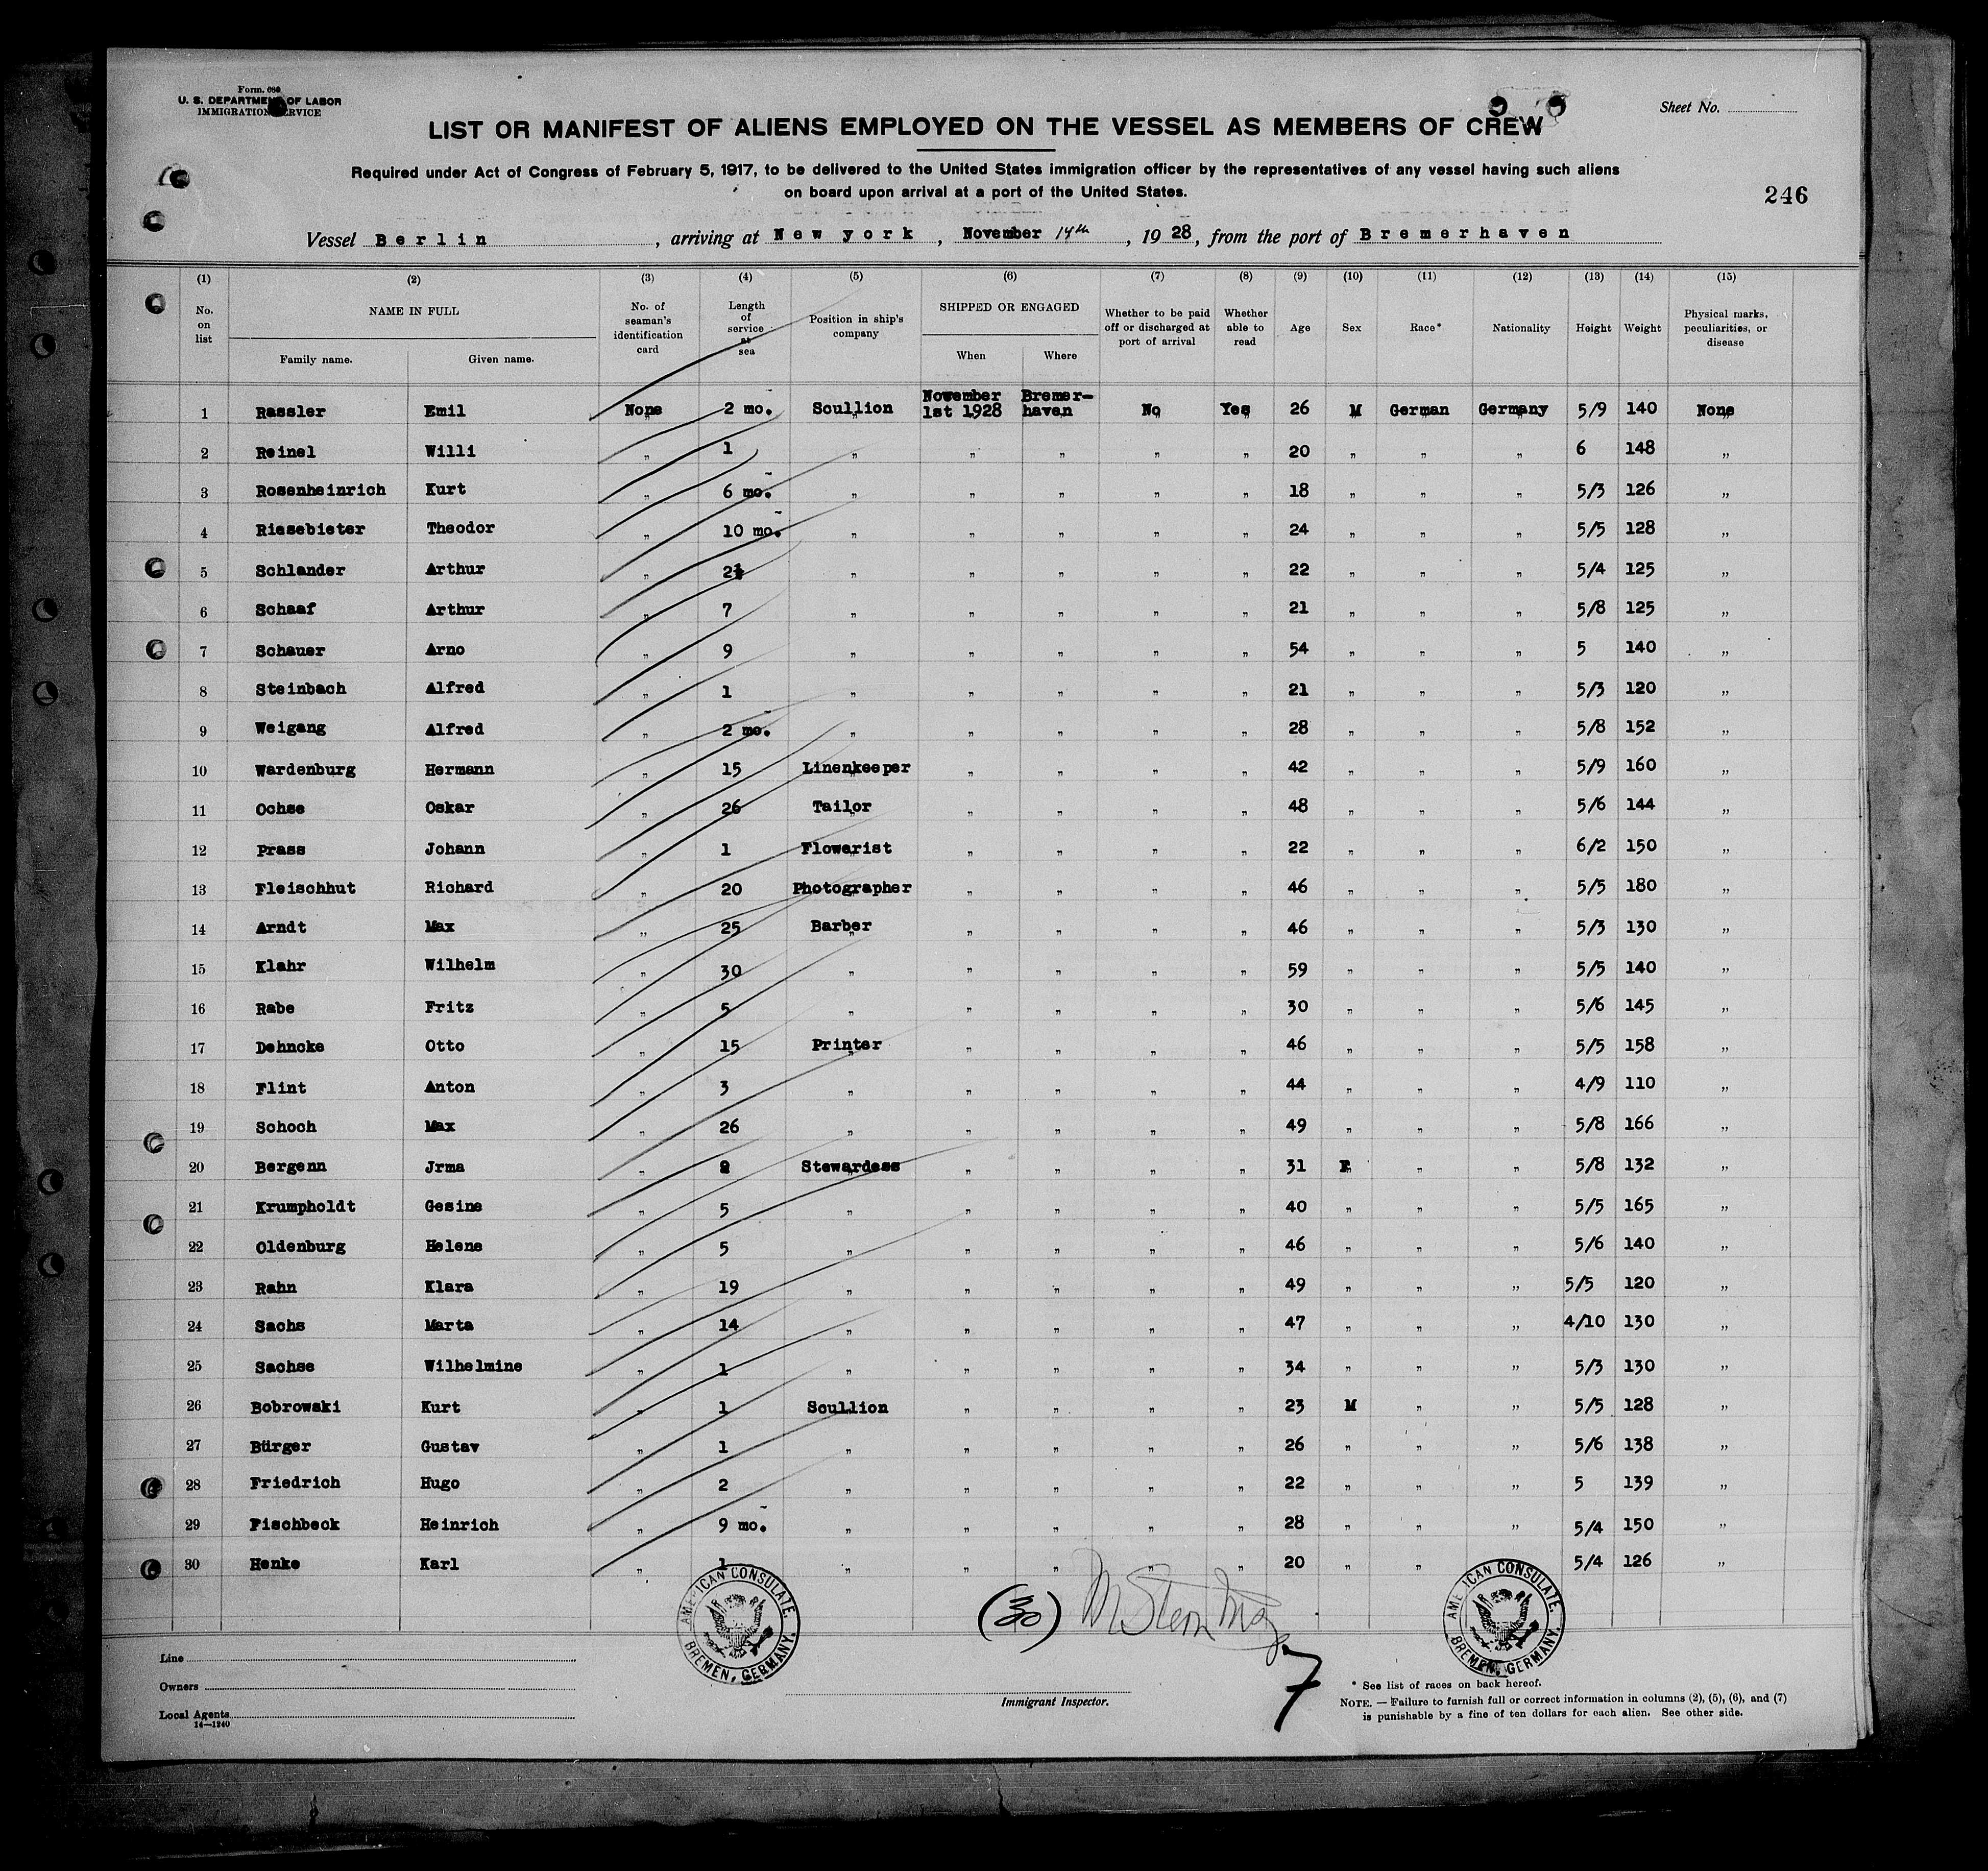 Form. 680
U. S. DEPARTMENT OF LABOR
IMMIGRATION SERVICE
Sheet No.
LIST OR MANIFEST OF ALIENS EMPLOYED ON THE VESSEL AS MEMBERS OF CREW
Required under Act of Congress of February 5, 1917, to be delivered to the United States immigration officer by the representatives of any vessel having such aliens
on board upon arrival at a port of the United States.
246
Vessel Berlin, arriving at New york, November 14th, 1928, from the port of Bremerhaven
(1) (2) (3) (4) (5) (6) (7) (8) (9) (10) (11) (12) (13) (14) (15)
No. on list NAME IN FULL Family name. Given name. No. of seaman's identification card Length of service at sea Position in ship's company SHIPPED OR ENGAGED When Where Whether to be paid off or discharged at port of arrival Whether able to read Age Sex Race* Nationality Height Weight Physical marks, peculiarities, or disease
1 Rassler Emil None 2 mo. Scullion November 1st 1928 Bremer-haven No Yes 26 M German Germany 5/9 140 None
2 Reinel Willi " 1 " " " " " 20 " " " 6 148 "
3 Rosenheinrich Kurt " 6 mo. " " " " " 18 " " " 5/3 126 "
4 Riesebieter Theodor " 10 mo. " " " " " 24 " " " 5/5 128 "
5 Schlander Arthur " " " " " " 22 " " " 5/4 125 "
6 Schaaf Arthur " 7 " " " " " 21 " " " 5/8 125 "
7 Schauer Arno " 9 " " " " " 54 " " " 5 140 "
8 Steinbach Alfred " 1 " " " " " 21 " " " 5/3 120 "
9 Weigang Alfred " 2 mo. " " " " " 28 " " " 5/8 152 "
10 Wardenburg Hermann " 15 Linenkeeper " " " " 42 " " " 5/9 160 "
11 Ochse Oskar " 26 Tailor " " " " 48 " " " 5/6 144 "
12 Prass Johann " 1 Flowerist " " " " 22 " " " 6/2 150 "
13 Fleischhut Richard " 20 Photographer " " " " 46 " " " 5/5 180 "
14 Arndt Max " 25 Barber " " " " 46 " " " 5/3 130 "
15 Klahr Wilhelm " 30 " " " " " 59 " " " 5/5 140 "
16 Rabe Fritz " 5 " " " " " 30 " " " 5/6 145 "
17 Dehncke Otto " 15 Printer " " " " 46 " " " 5/5 158 "
18 Flint Anton " 3 " " " " " 44 " " " 4/9 110 "
19 Schoch Max " 26 " " " " " 49 " " " 5/8 166 "
20 Bergenn Jrma " Stewardess " " " " 31 F " " 5/8 132 "
21 Krumpholdt Gesine " 5 " " " " " 40 " " " 5/5 165 "
22 Oldenburg Helene " 5 " " " " " 46 " " " 5/6 140 "
23 Rahn Klara " 19 " " " " " 49 " " " 5/5 120 "
24 Sachs Marta " 14 " " " " " 47 " " " 4/10 130 "
25 Sachse Wilhelmine " 1 " " " " " 34 " " " 5/3 130 "
26 Bobrowski Kurt " 1 Scullion " " " " 23 M " " 5/5 128 "
27 Bürger Gustav " 1 " " " " " 26 " " " 5/6 138 "
28 Friedrich Hugo " 2 " " " " " 22 " " " 5 139 "
29 Fischbeck Heinrich " 9 mo. " " " " " 28 " " " 5/4 150 "
30 Henke Karl " 1 " " " " " 20 " " " 5/4 126 "
AMERICAN CONSULATE. BREMEN, GERMANY.
(30)
AMERICAN CONSULATE. BREMEN, GERMANY.
7
Line
Owners
Local Agents
14—1240
Immigrant Inspector.
* See list of races on back hereof.
NOTE. — Failure to furnish full or correct information in columns (2), (5), (6), and (7)
is punishable by a fine of ten dollars for each alien. See other side.